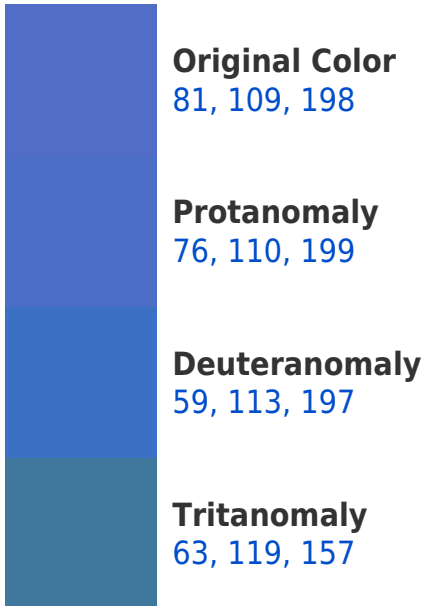 Original Color
81, 109, 198
Protanomaly
76, 110, 199
Deuteranomaly
59, 113, 197
Tritanomaly
63, 119, 157